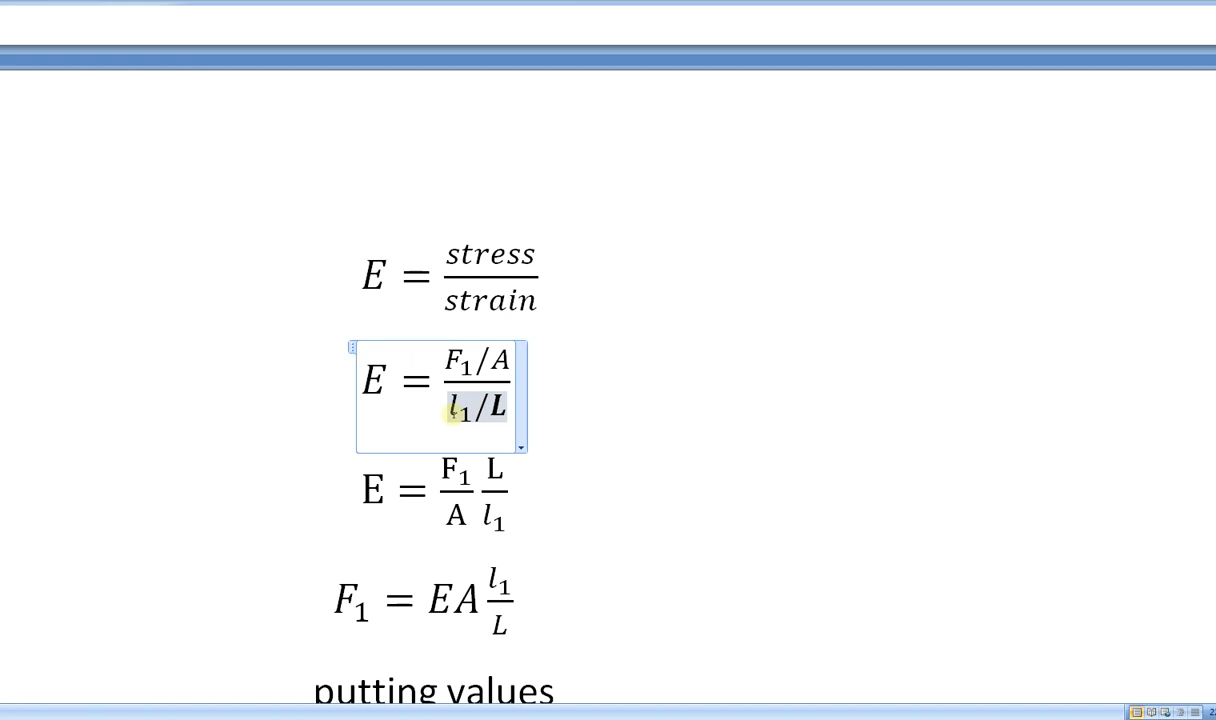 E = stress/strain
E = F₁/A / l₁/L
E = F₁/A L/l₁
F₁ = EA l₁/L
putting values